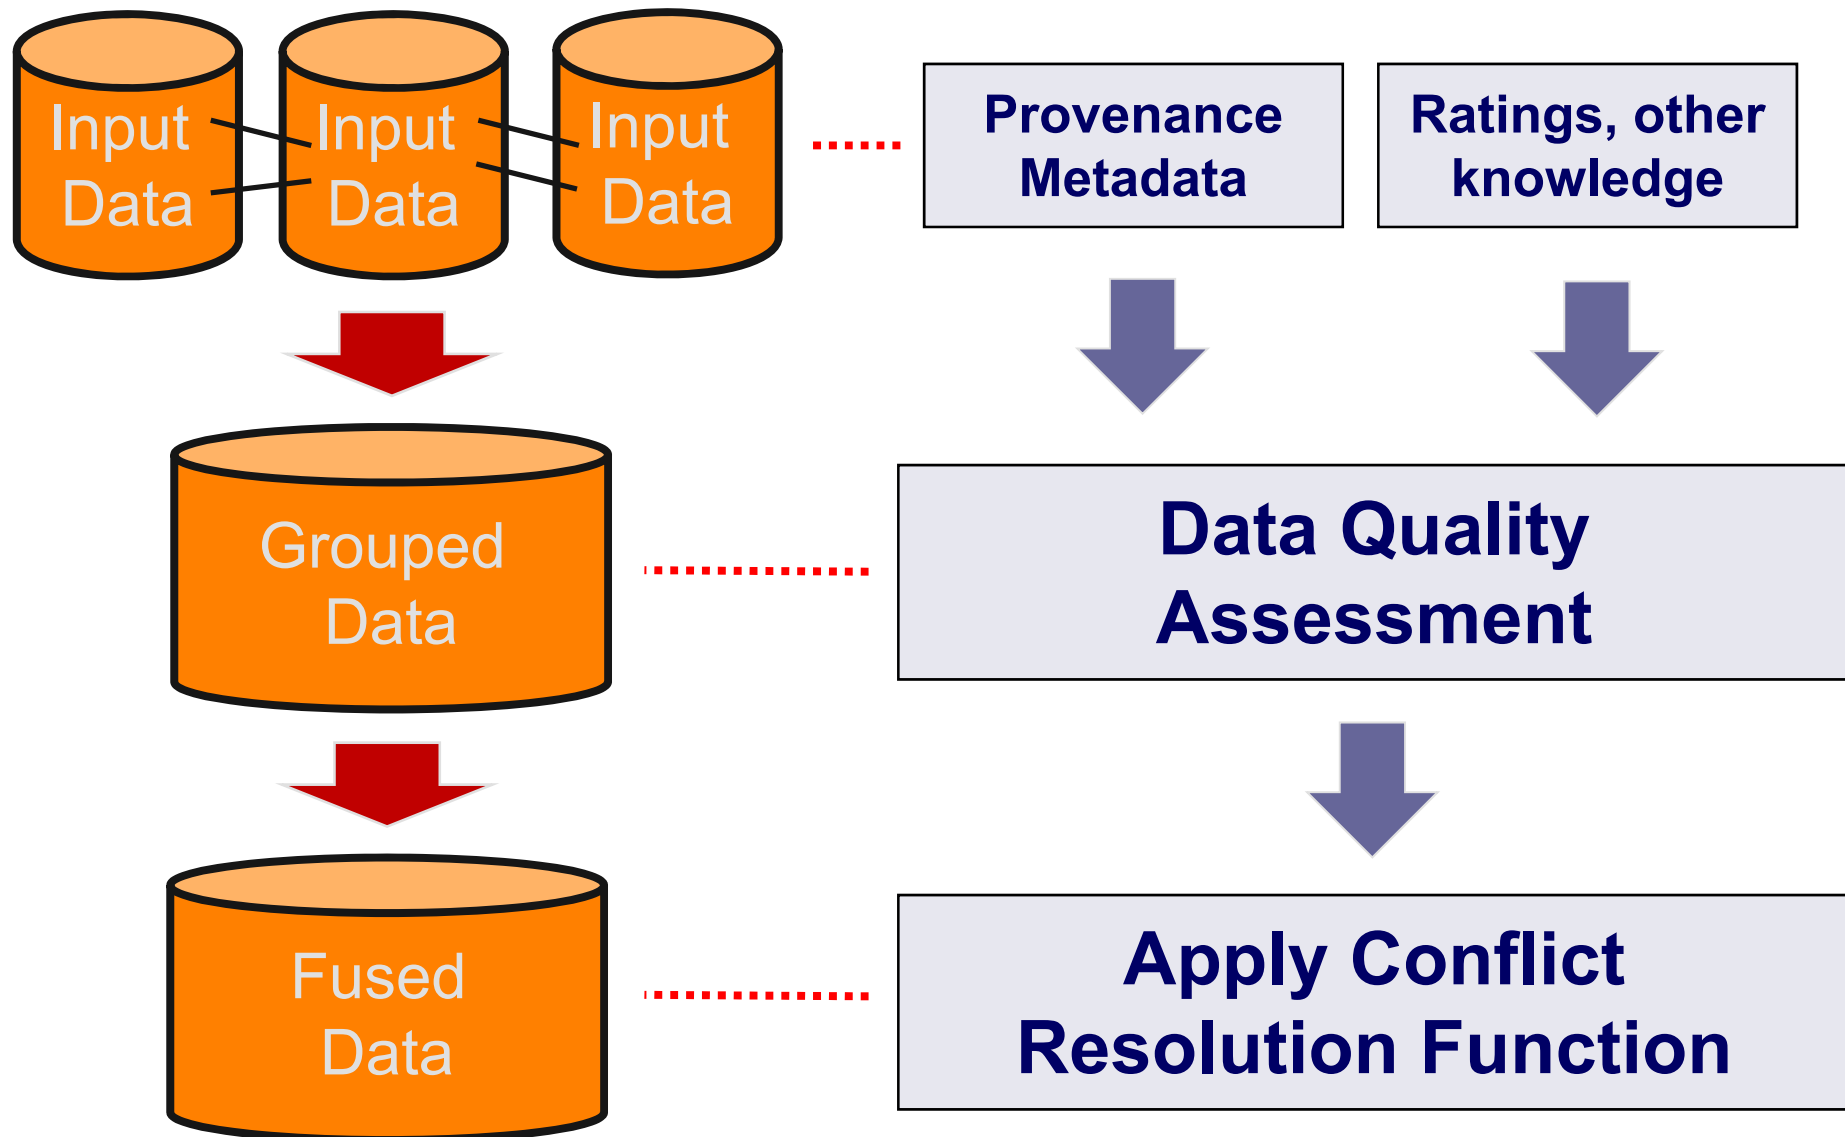 Input
Data
Input
Data
Input
Data
Provenance
Metadata
Ratings, other
knowledge
Grouped
Data
Data Quality
Assessment
Fused
Data
Apply Conflict
Resolution Function